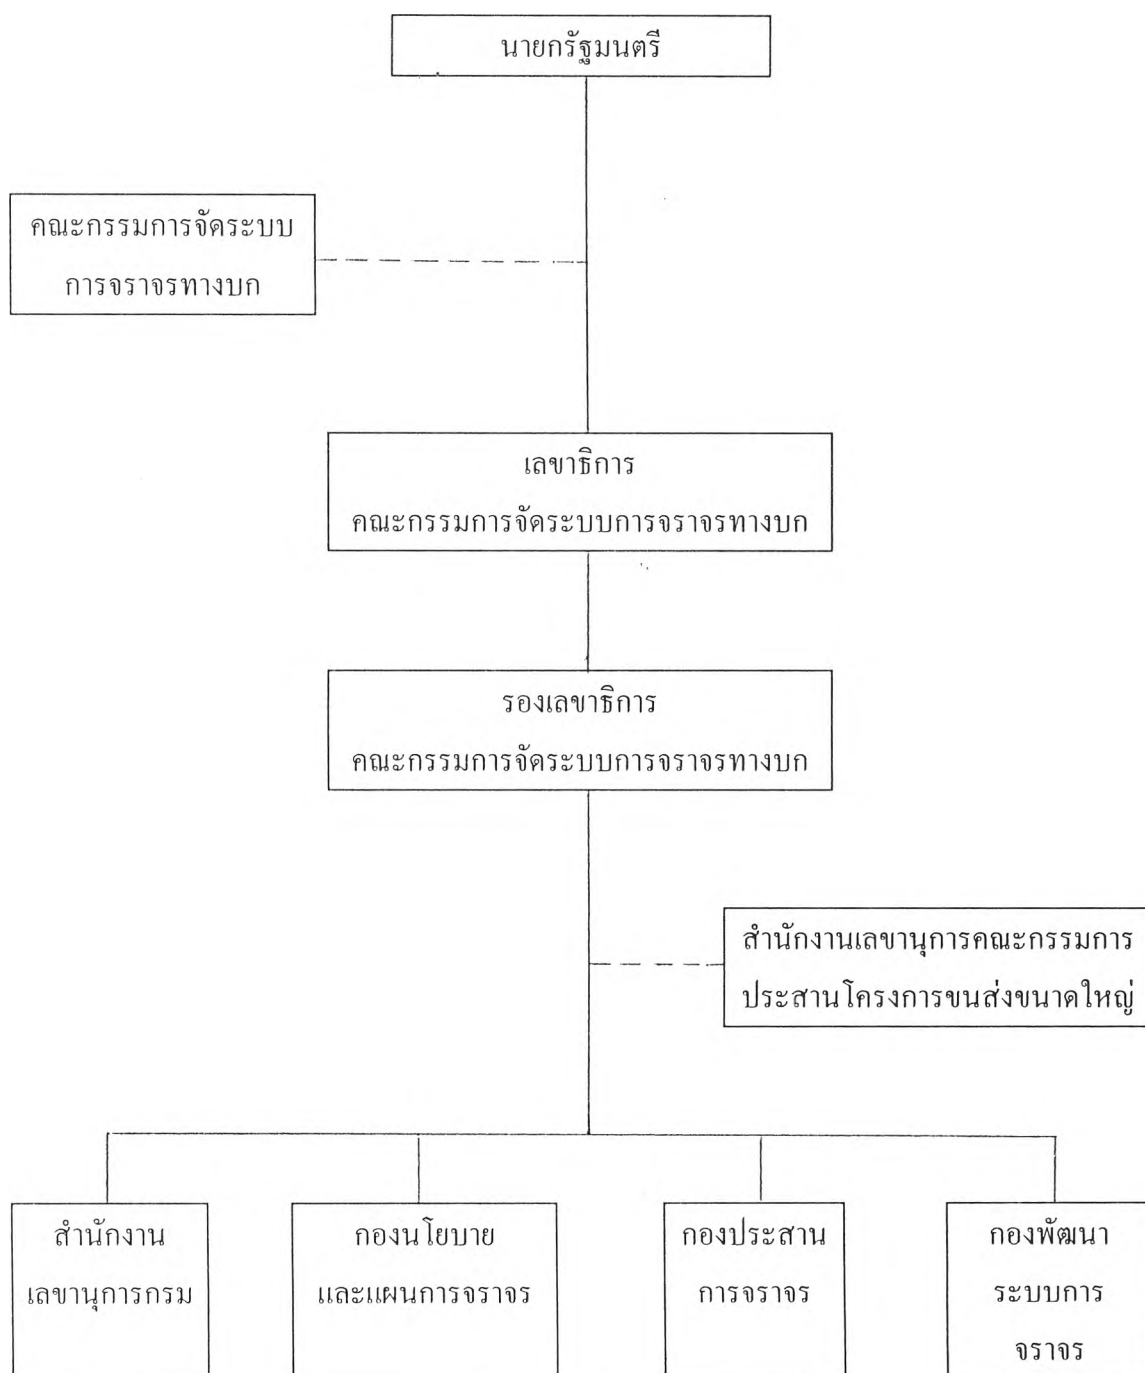 นายกรัฐมนตรี
คณะกรรมการจัดระบบ
การจราจรทางบก
เลขาธิการ
คณะกรรมการจัดระบบการจราจรทางบก
รองเลขาธิการ
คณะกรรมการจัดระบบการจราจรทางบก
สำนักงานเลขานุการคณะกรรมการ
ประสานโครงการขนส่งขนาดใหญ่
สำนักงาน
เลขานุการกรม
กองนโยบาย
และแผนการจราจร
กองประสาน
การจราจร
กองพัฒนา
ระบบการ
จราจร